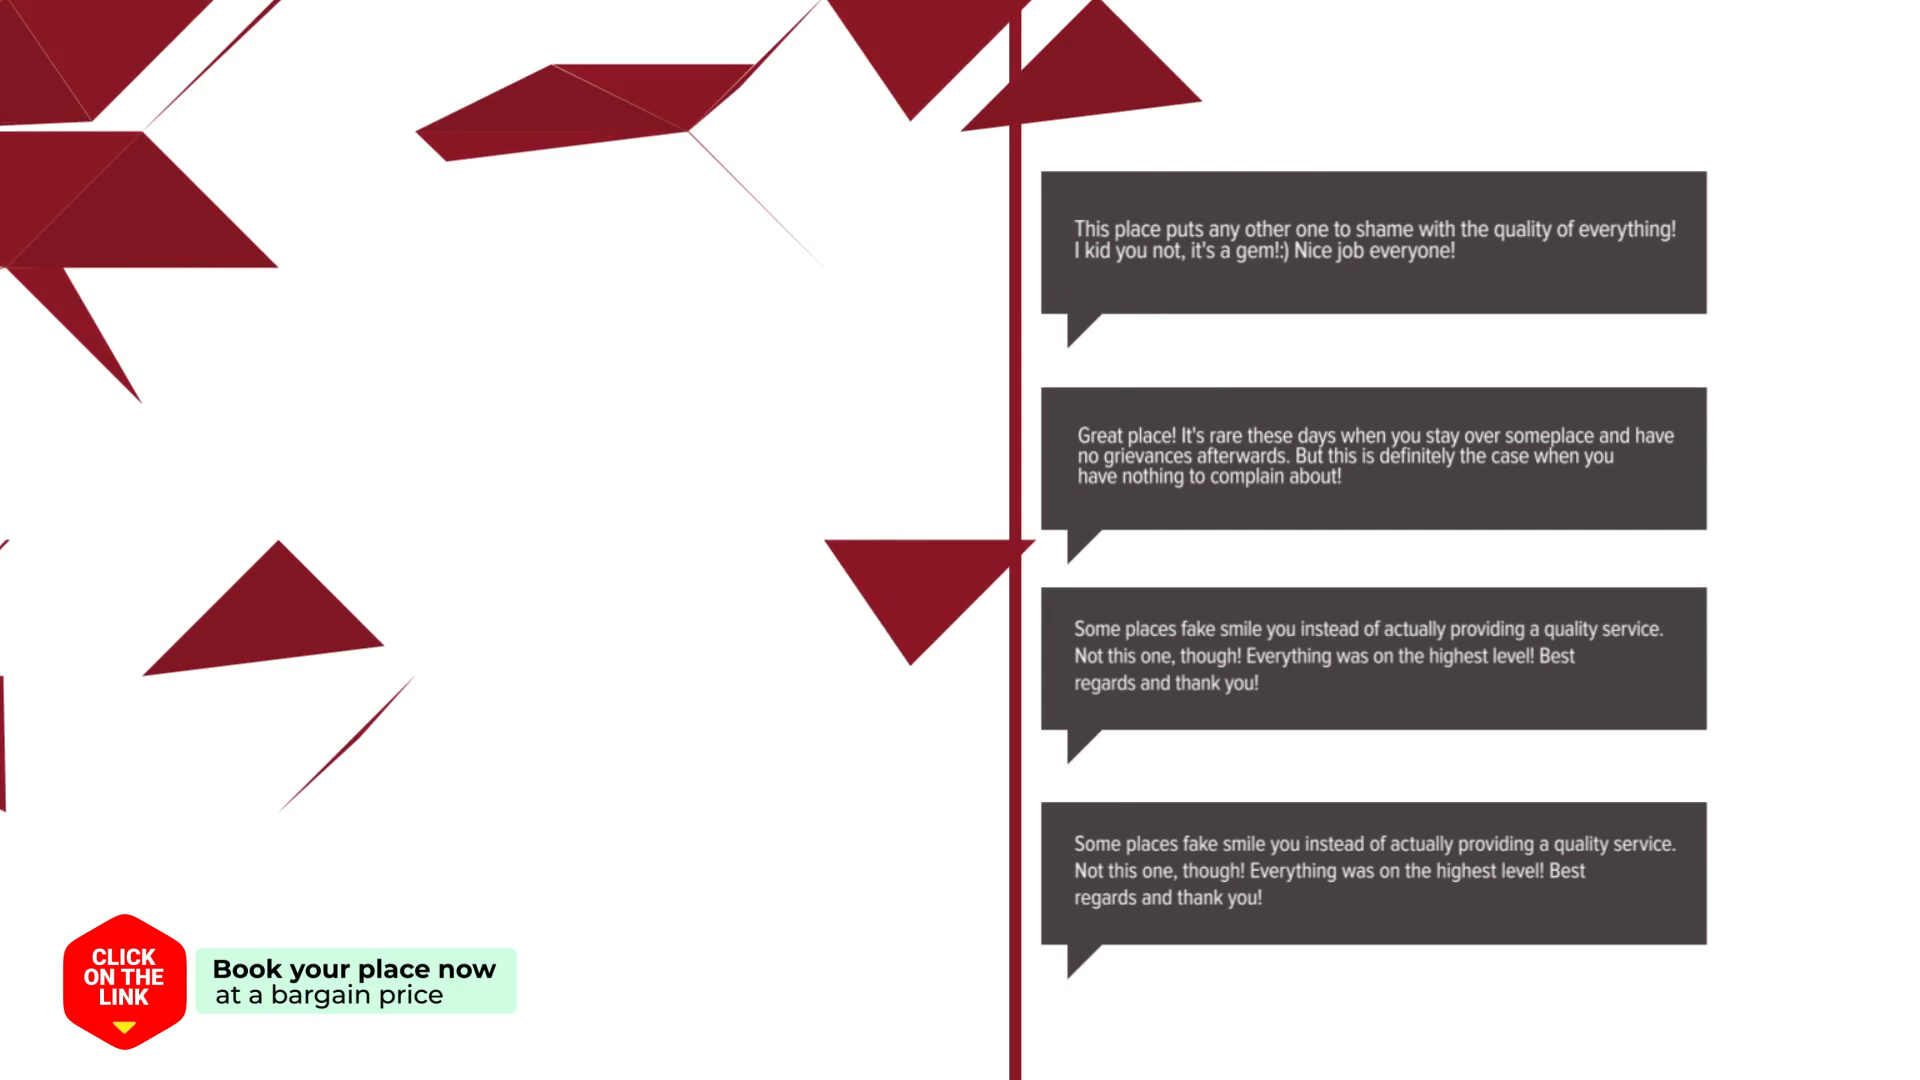 This place puts any other one to shame with the quality of everything!
I kid you not, it's a gem!:) Nice job everyone!
Great place! It's rare these days when you stay over someplace and have
no grievances afterwards. But this is definitely the case when you
have nothing to complain about!
Some places fake smile you instead of actually providing a quality service.
Not this one, though! Everything was on the highest level! Best
regards and thank you!
Some places fake smile you instead of actually providing a quality service.
Not this one, though! Everything was on the highest level! Best
regards and thank you!
CLICK
ON THE
LINK
Book your place now
at a bargain price